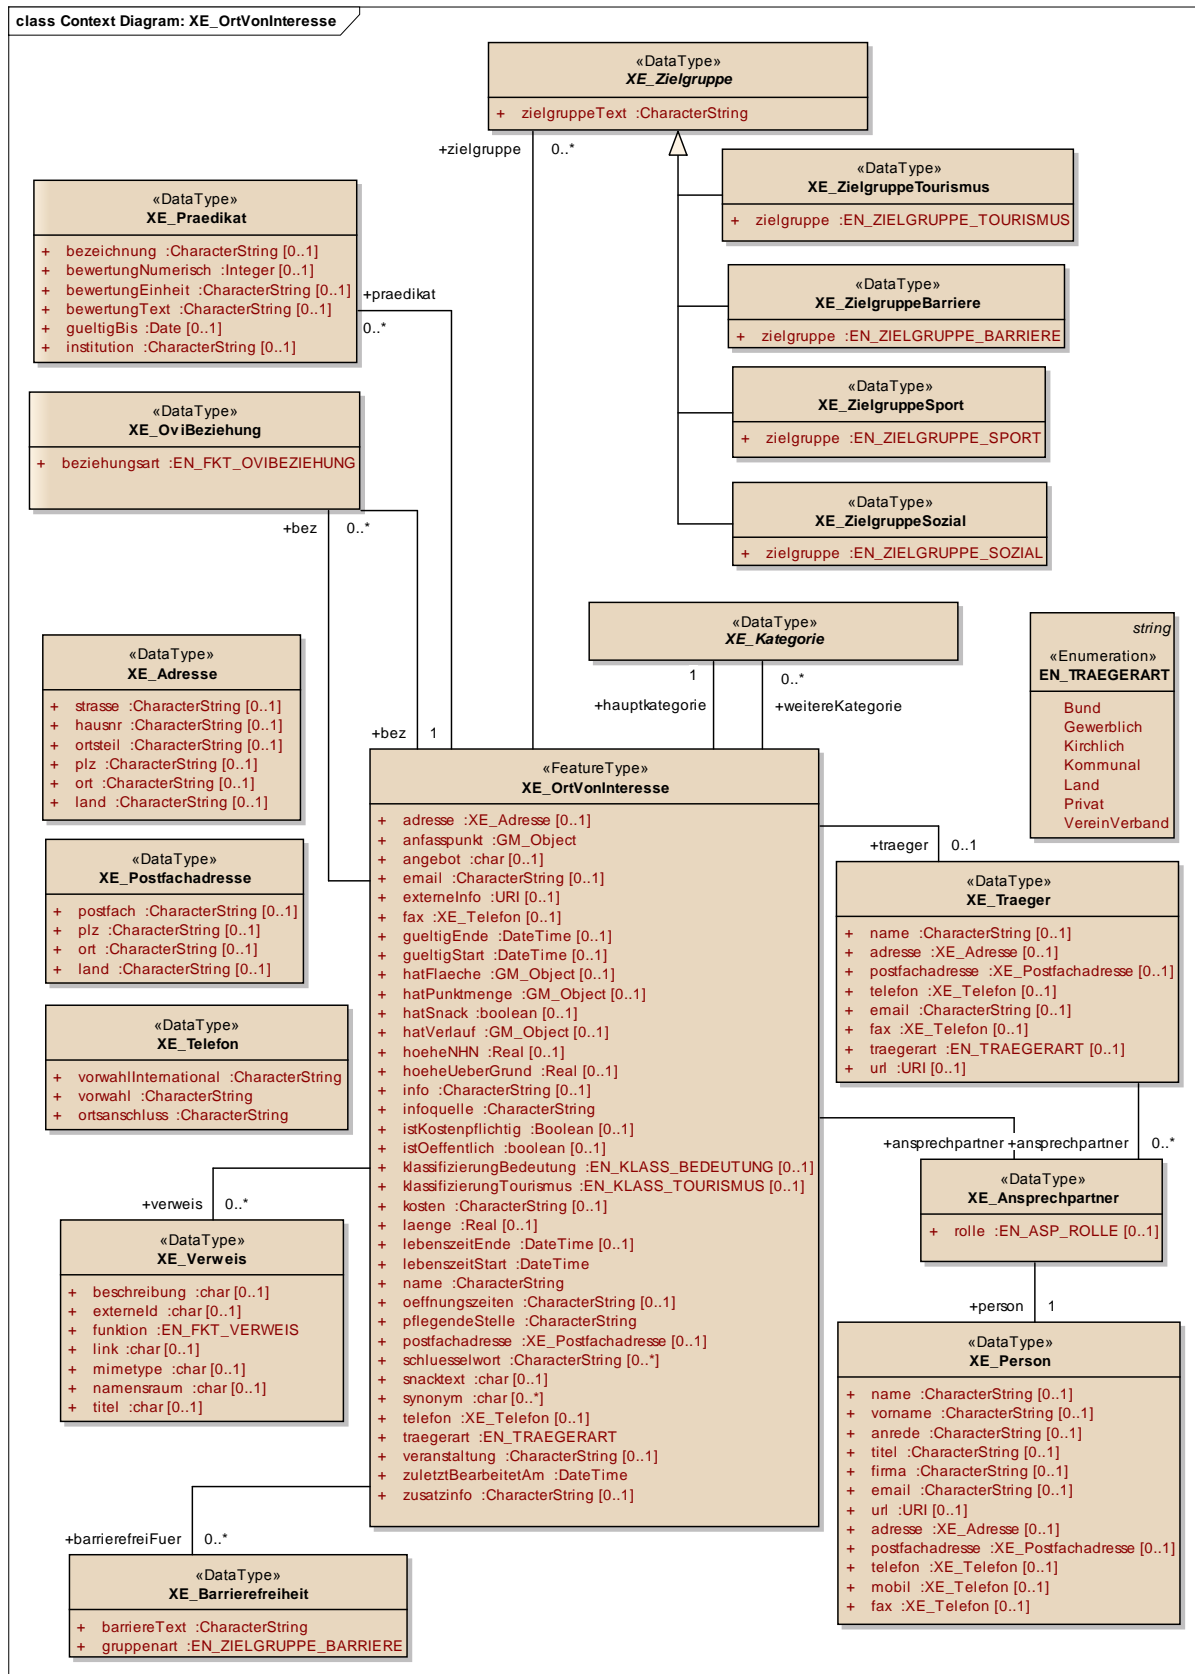 class Context Diagram: XE_OrtVonInteresse
«DataType»
XE_Zielgruppe
+ zielgruppeText :CharacterString
+zielgruppe 0..*
«DataType»
XE_ZielgruppeTourismus
+ zielgruppe :EN_ZIELGRUPPE_TOURISMUS
«DataType»
XE_ZielgruppeBarriere
+ zielgruppe :EN_ZIELGRUPPE_BARRIERE
«DataType»
XE_ZielgruppeSport
+ zielgruppe :EN_ZIELGRUPPE_SPORT
«DataType»
XE_ZielgruppeSozial
+ zielgruppe :EN_ZIELGRUPPE_SOZIAL
«DataType»
XE_Praedikat
+ bezeichnung :CharacterString [0..1]
+ bewertungNumerisch :Integer [0..1]
+ bewertungEinheit :CharacterString [0..1]
+ bewertungText :CharacterString [0..1]
+ gueltigBis :Date [0..1]
+ institution :CharacterString [0..1]
+praedikat
0..*
«DataType»
XE_OviBeziehung
+ beziehungsart :EN_FKT_OVIBEZIEHUNG
+bez 0..*
«DataType»
XE_Kategorie
1
+hauptkategorie
0..*
+weitereKategorie
string
«Enumeration»
EN_TRAEGERART
Bund
Gewerblich
Kirchlich
Kommunal
Land
Privat
VereinVerband
«DataType»
XE_Adresse
+ strasse :CharacterString [0..1]
+ hausnr :CharacterString [0..1]
+ ortsteil :CharacterString [0..1]
+ plz :CharacterString [0..1]
+ ort :CharacterString [0..1]
+ land :CharacterString [0..1]
«DataType»
XE_Postfachadresse
+ postfach :CharacterString [0..1]
+ plz :CharacterString [0..1]
+ ort :CharacterString [0..1]
+ land :CharacterString [0..1]
«DataType»
XE_Telefon
+ vorwahlInternational :CharacterString
+ vorwahl :CharacterString
+ ortsanschluss :CharacterString
+bez 1
«FeatureType»
XE_OrtVonInteresse
+ adresse :XE_Adresse [0..1]
+ anfasspunkt :GM_Object
+ angebot :char [0..1]
+ email :CharacterString [0..1]
+ externeInfo :URI [0..1]
+ fax :XE_Telefon [0..1]
+ gueltigEnde :DateTime [0..1]
+ gueltigStart :DateTime [0..1]
+ hatFlaeche :GM_Object [0..1]
+ hatPunktmenge :GM_Object [0..1]
+ hatSnack :boolean [0..1]
+ hatVerlauf :GM_Object [0..1]
+ hoeheNHN :Real [0..1]
+ hoeheUeberGrund :Real [0..1]
+ info :CharacterString [0..1]
+ infoquelle :CharacterString
+ istKostenpflichtig :Boolean [0..1]
+ istOeffentlich :boolean [0..1]
+ klassifizierungBedeutung :EN_KLASS_BEDEUTUNG [0..1]
+ klassifizierungTourismus :EN_KLASS_TOURISMUS [0..1]
+ kosten :CharacterString [0..1]
+ laenge :Real [0..1]
+ lebenszeitEnde :DateTime [0..1]
+ lebenszeitStart :DateTime
+ name :CharacterString
+ oeffnungszeiten :CharacterString [0..1]
+ pflegendeStelle :CharacterString
+ postfachadresse :XE_Postfachadresse [0..1]
+ schluesselwort :CharacterString [0..*]
+ snacktext :char [0..1]
+ synonym :char [0..*]
+ telefon :XE_Telefon [0..1]
+ traegerart :EN_TRAEGERART
+ veranstaltung :CharacterString [0..1]
+ zuletztBearbeitetAm :DateTime
+ zusatzinfo :CharacterString [0..1]
+traeger 0..1
«DataType»
XE_Traeger
+ name :CharacterString [0..1]
+ adresse :XE_Adresse [0..1]
+ postfachadresse :XE_Postfachadresse [0..1]
+ telefon :XE_Telefon [0..1]
+ email :CharacterString [0..1]
+ fax :XE_Telefon [0..1]
+ traegerart :EN_TRAEGERART [0..1]
+ url :URI [0..1]
+ansprechpartner +ansprechpartner 0..*
«DataType»
XE_Ansprechpartner
+ rolle :EN_ASP_ROLLE [0..1]
+person 1
«DataType»
XE_Person
+ name :CharacterString [0..1]
+ vorname :CharacterString [0..1]
+ anrede :CharacterString [0..1]
+ titel :CharacterString [0..1]
+ firma :CharacterString [0..1]
+ email :CharacterString [0..1]
+ url :URI [0..1]
+ adresse :XE_Adresse [0..1]
+ postfachadresse :XE_Postfachadresse [0..1]
+ telefon :XE_Telefon [0..1]
+ mobil :XE_Telefon [0..1]
+ fax :XE_Telefon [0..1]
+verweis 0..*
«DataType»
XE_Verweis
+ beschreibung :char [0..1]
+ externeId :char [0..1]
+ funktion :EN_FKT_VERWEIS
+ link :char [0..1]
+ mimetype :char [0..1]
+ namensraum :char [0..1]
+ titel :char [0..1]
+barrierefreiFuer 0..*
«DataType»
XE_Barrierefreiheit
+ barriereText :CharacterString
+ gruppenart :EN_ZIELGRUPPE_BARRIERE